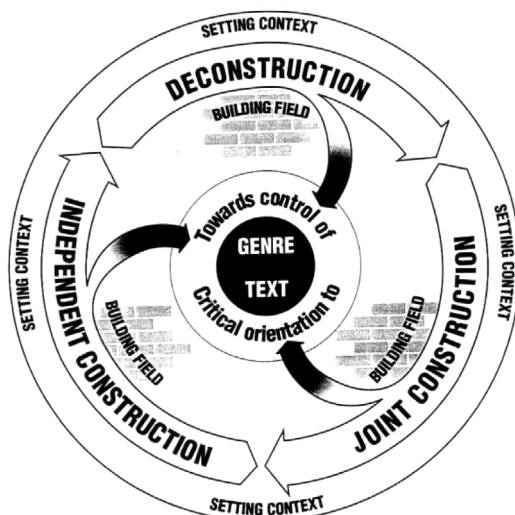 SETTING CONTEXT
DECONSTRUCTION
BUILDING FIELD
Towards control of
GENRE
TEXT
Critical orientation to
SETTING CONTEXT
JOINT CONSTRUCTION
BUILDING FIELD
SETTING CONTEXT
INDEPENDENT CONSTRUCTION
BUILDING FIELD
SETTING CONTEXT